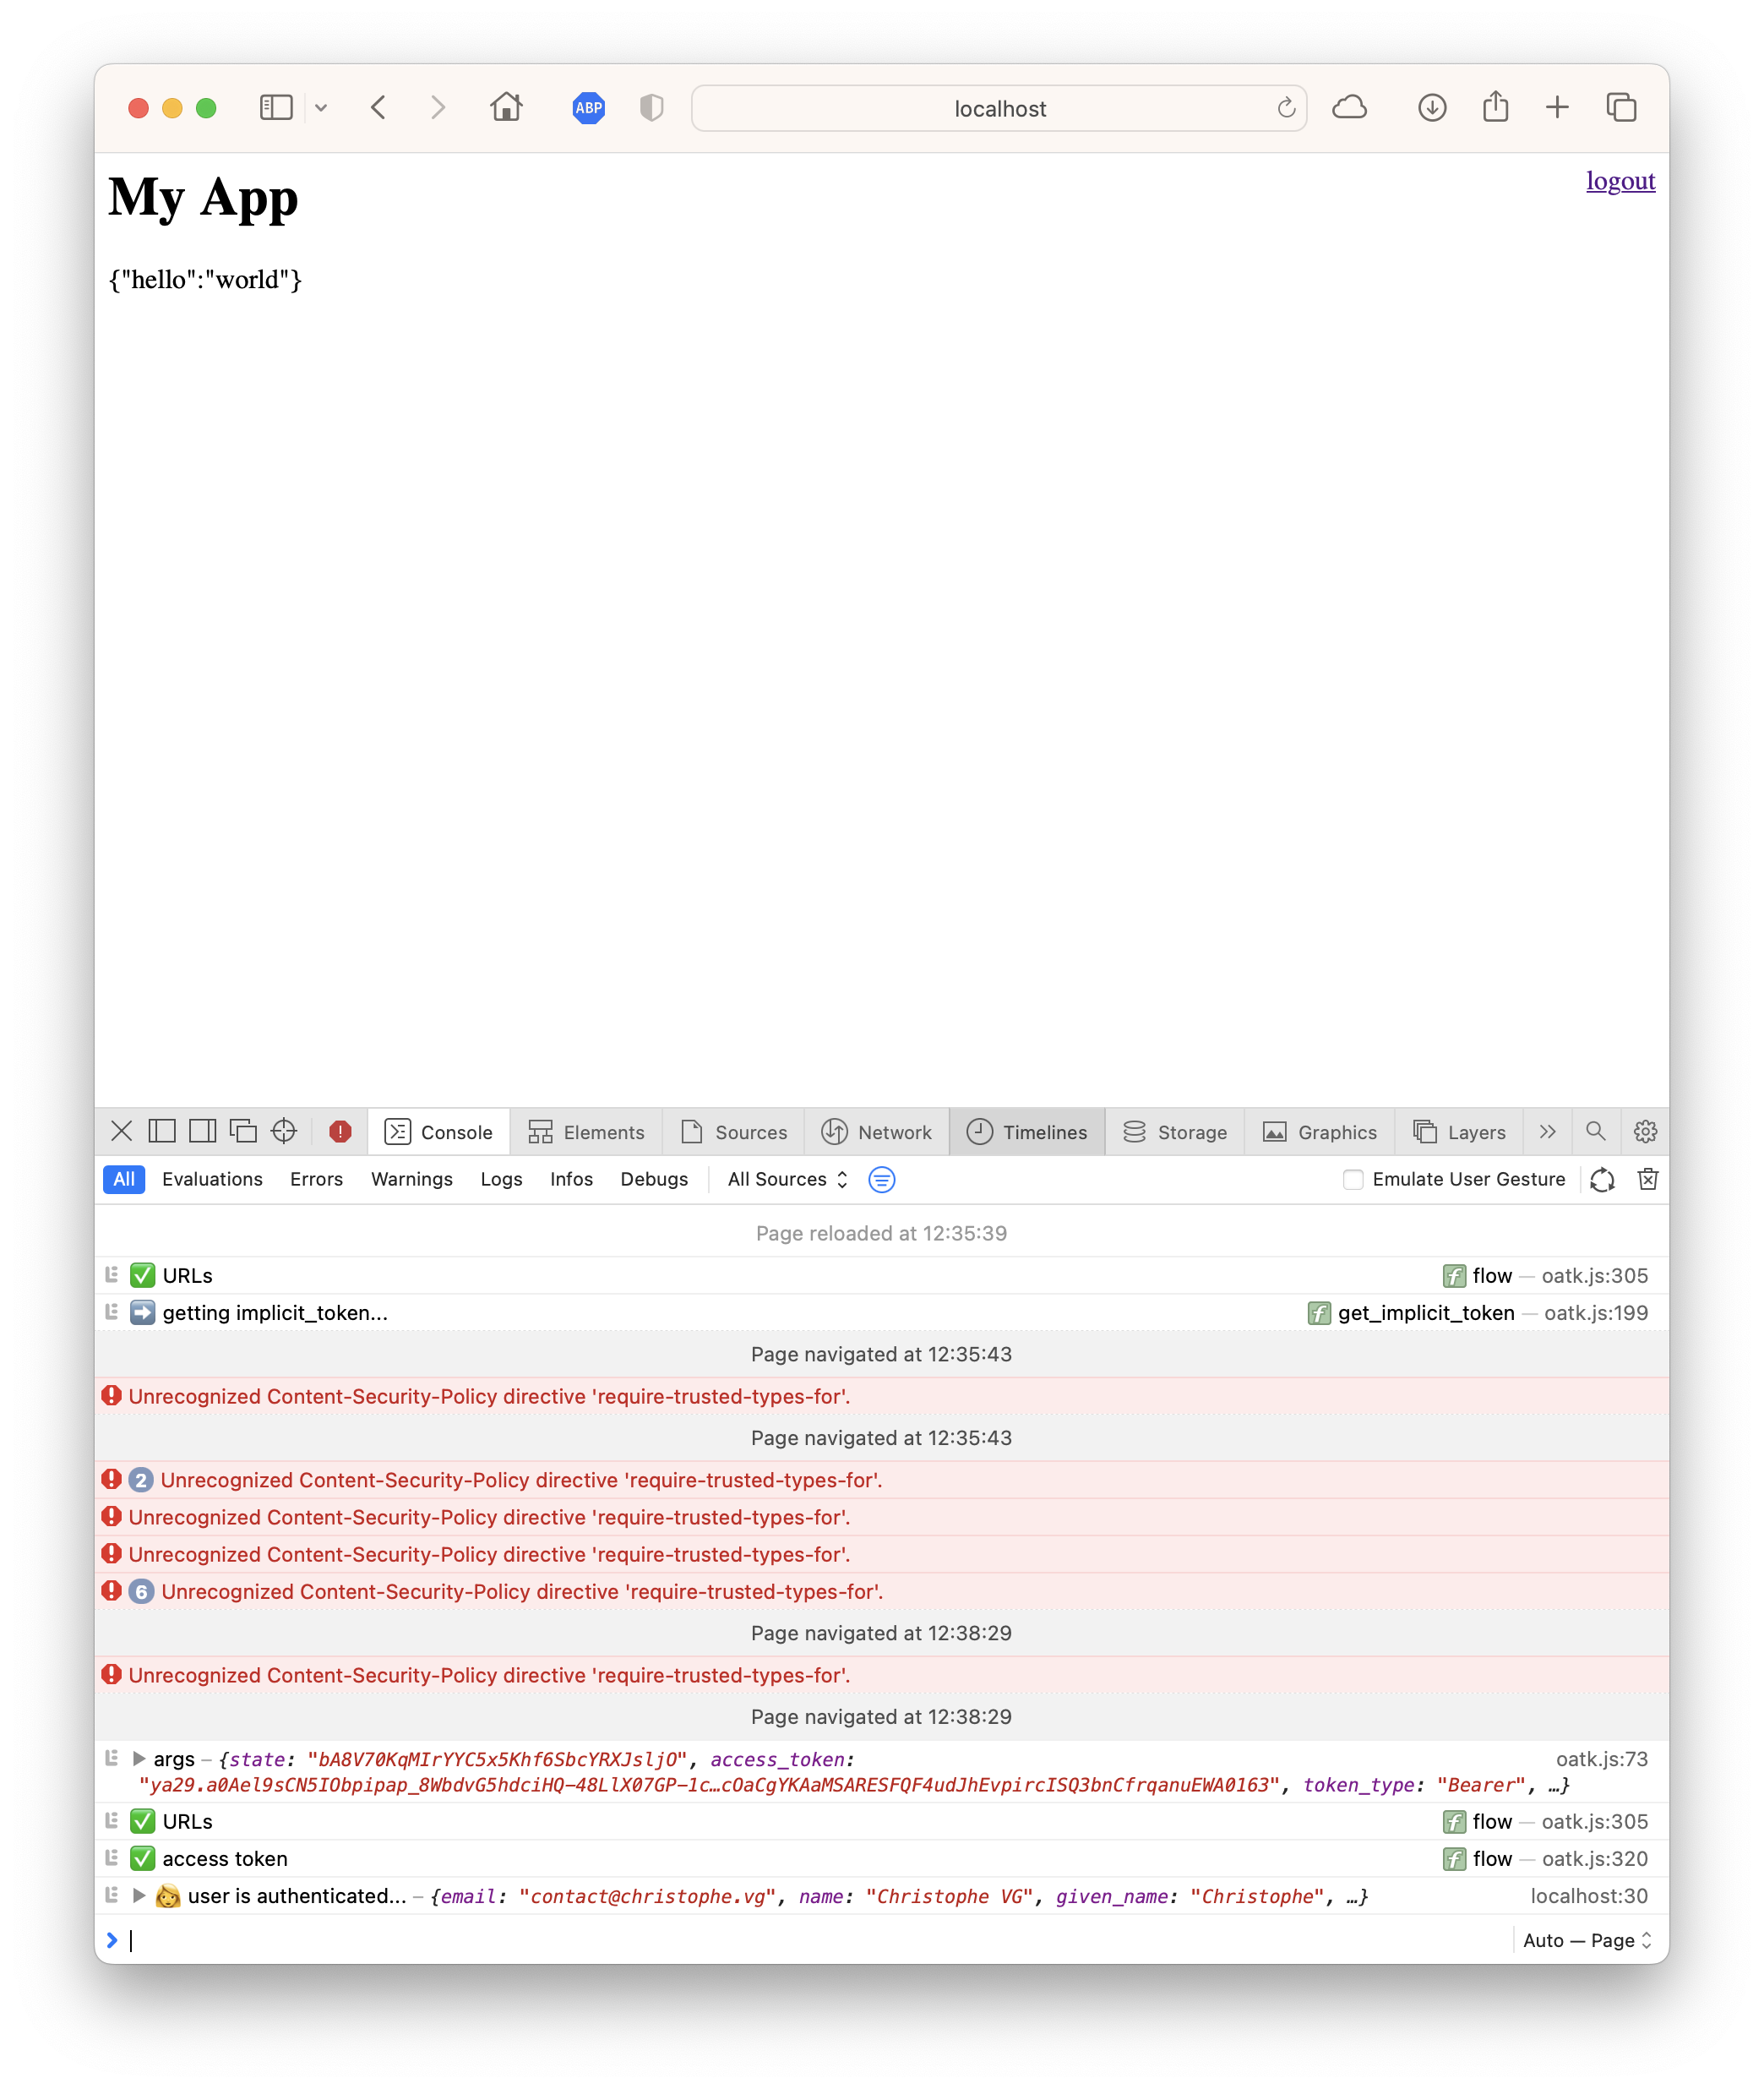 ABP
localhost
My App
logout
{"hello":"world"}
Console Elements Sources Network Timelines Storage Graphics Layers
All Evaluations Errors Warnings Logs Infos Debugs All Sources Emulate User Gesture
Page reloaded at 12:35:39
URLs flow — oatk.js:305
getting implicit_token... get_implicit_token — oatk.js:199
Page navigated at 12:35:43
Unrecognized Content-Security-Policy directive 'require-trusted-types-for'.
Page navigated at 12:35:43
2 Unrecognized Content-Security-Policy directive 'require-trusted-types-for'.
Unrecognized Content-Security-Policy directive 'require-trusted-types-for'.
Unrecognized Content-Security-Policy directive 'require-trusted-types-for'.
6 Unrecognized Content-Security-Policy directive 'require-trusted-types-for'.
Page navigated at 12:38:29
Unrecognized Content-Security-Policy directive 'require-trusted-types-for'.
Page navigated at 12:38:29
args – {state: "bA8V70KqMIrYYC5x5Khf6SbcYRXJsljO", access_token: oatk.js:73
"ya29.a0Ael9sCN5IObpipap_8WbdvG5hdciHQ-48LlX07GP-1c…cOaCgYKAaMSARESFQF4udJhEvpircISQ3bnCfrqanuEWA0163", token_type: "Bearer", …}
URLs flow — oatk.js:305
access token flow — oatk.js:320
user is authenticated... – {email: "contact@christophe.vg", name: "Christophe VG", given_name: "Christophe", …} localhost:30
Auto — Page